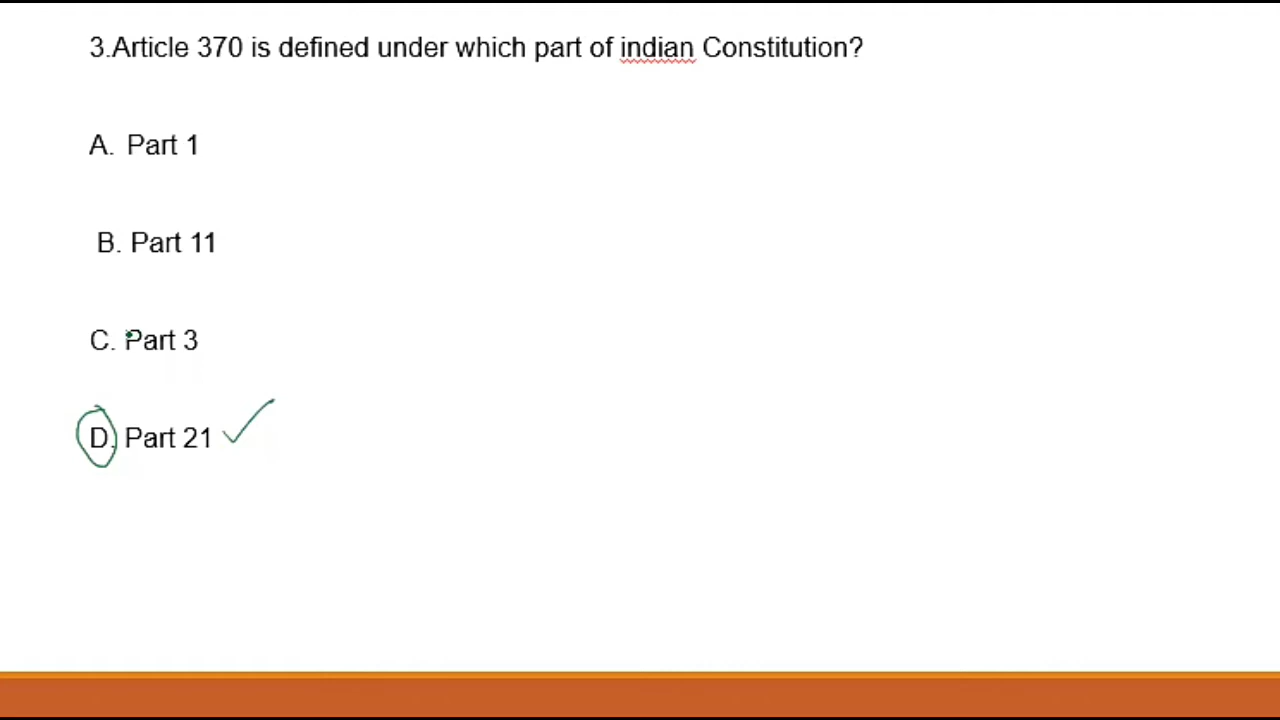 3.Article 370 is defined under which part of indian Constitution?
A. Part 1
B. Part 11
C. Part 3
D. Part 21